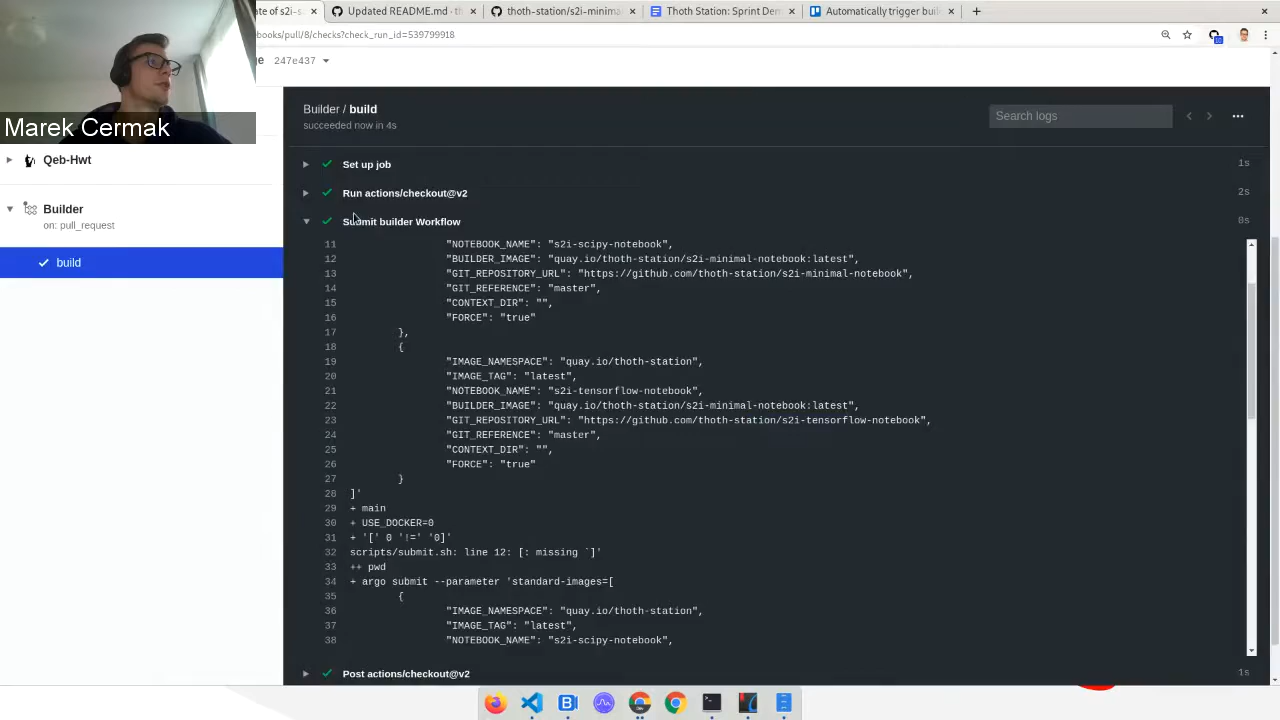 ate of s2i-s
Updated README.md · th
thoth-station/s2i-minima
Thoth Station: Sprint Dem
Automatically trigger buil
books/pull/8/checks?check_run_id=539799918
Marek Cermak
ge 247e437
Qeb-Hwt
Builder
on: pull_request
build
Builder / build
succeeded now in 4s
Search logs
Set up job 1s
Run actions/checkout@v2 2s
Submit builder Workflow 0s
11 "NOTEBOOK_NAME": "s2i-scipy-notebook",
12 "BUILDER_IMAGE": "quay.io/thoth-station/s2i-minimal-notebook:latest",
13 "GIT_REPOSITORY_URL": "https://github.com/thoth-station/s2i-minimal-notebook",
14 "GIT_REFERENCE": "master",
15 "CONTEXT_DIR": "",
16 "FORCE": "true"
17 },
18 {
19 "IMAGE_NAMESPACE": "quay.io/thoth-station",
20 "IMAGE_TAG": "latest",
21 "NOTEBOOK_NAME": "s2i-tensorflow-notebook",
22 "BUILDER_IMAGE": "quay.io/thoth-station/s2i-minimal-notebook:latest",
23 "GIT_REPOSITORY_URL": "https://github.com/thoth-station/s2i-tensorflow-notebook",
24 "GIT_REFERENCE": "master",
25 "CONTEXT_DIR": "",
26 "FORCE": "true"
27 }
28 ]'
29 + main
30 + USE_DOCKER=0
31 + '[' 0 '!=' '0]'
32 scripts/submit.sh: line 12: [: missing `]'
33 ++ pwd
34 + argo submit --parameter 'standard-images=[
35 {
36 "IMAGE_NAMESPACE": "quay.io/thoth-station",
37 "IMAGE_TAG": "latest",
38 "NOTEBOOK_NAME": "s2i-scipy-notebook",
Post actions/checkout@v2 1s